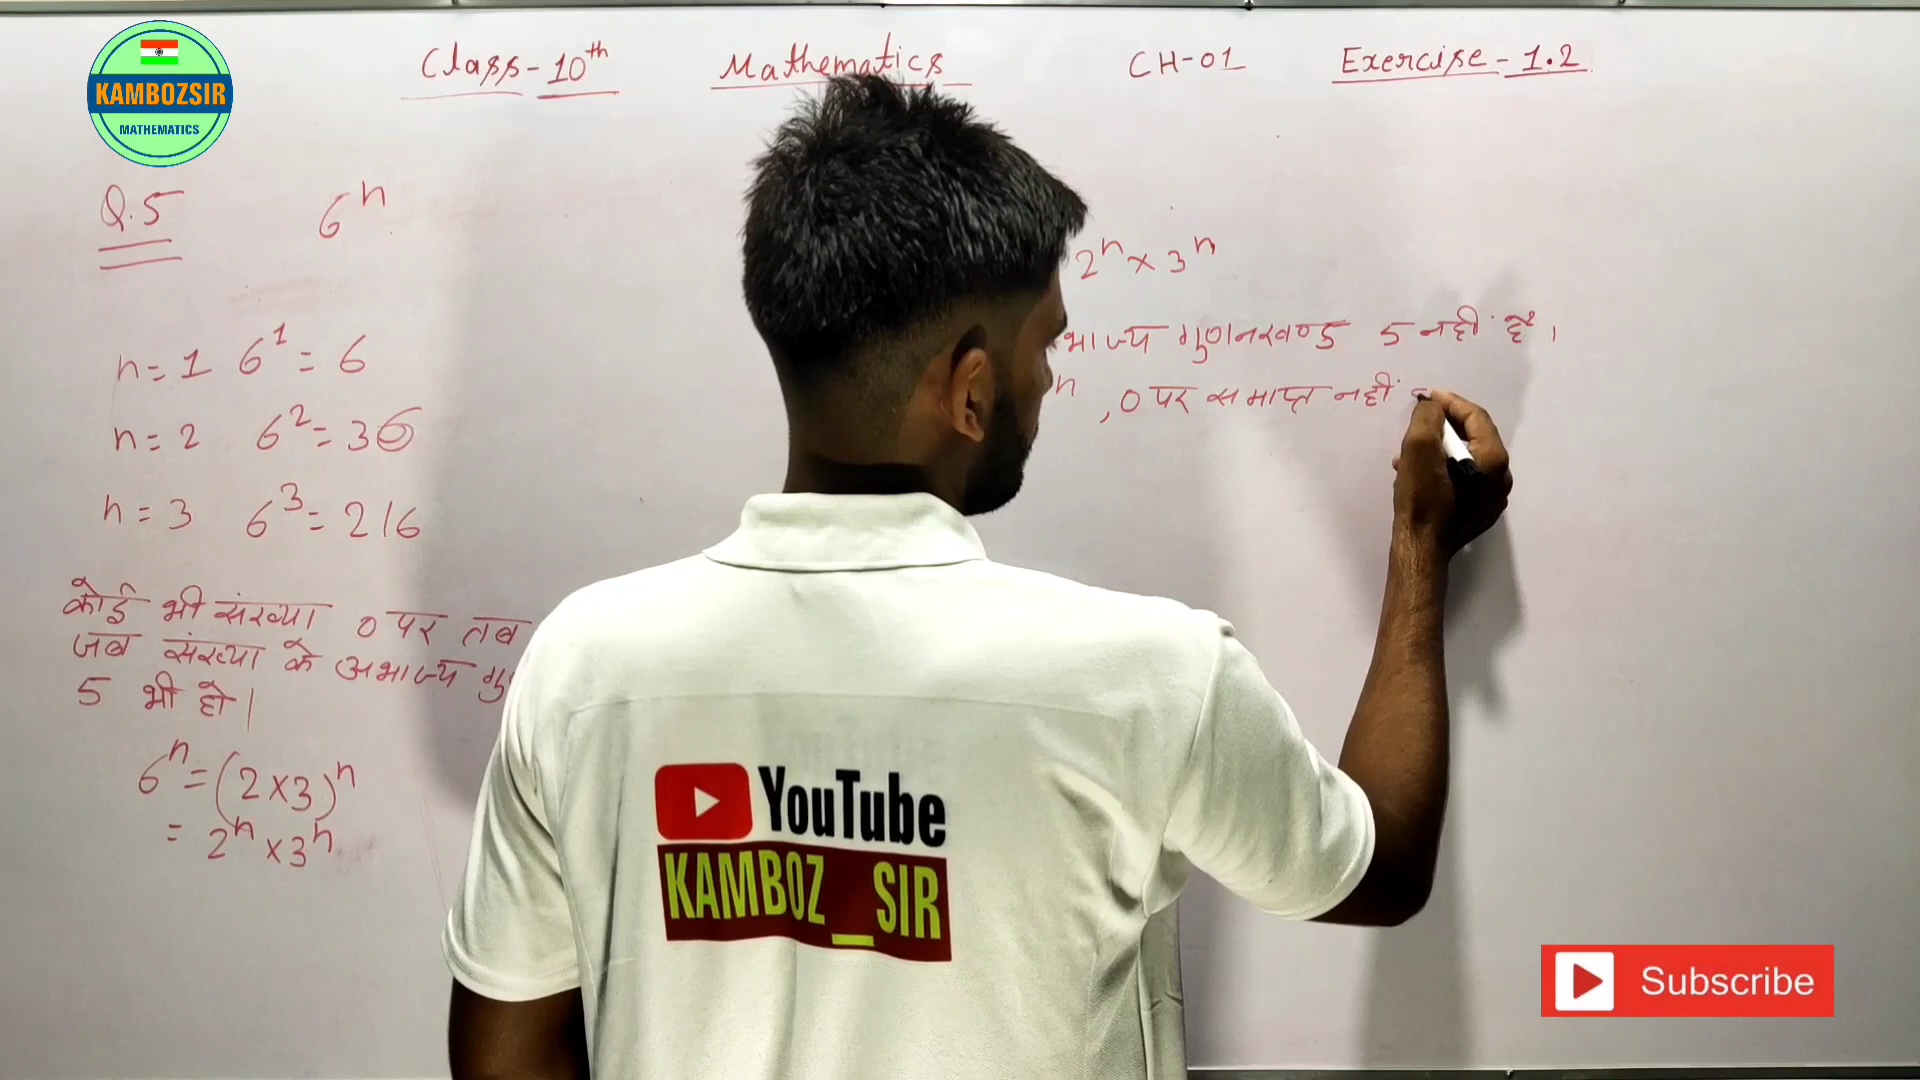 KAMBOZSIR
MATHEMATICS
Class-10th Mathematics CH-01 Exercise-1.2
Q.5 6ⁿ
n=1 6¹=6
n=2 6²=36
n=3 6³=216
कोई भी संख्या 0 पर तब
जब संख्या के अभाज्य
5 भी हो।
6ⁿ=(2×3)ⁿ
=2ⁿ×3ⁿ
2ⁿ×3ⁿ
भाज्य गुणनखण्ड 5 नहीं है।
n, 0 पर समाप्त नहीं
YouTube
KAMBOZ_SIR
Subscribe